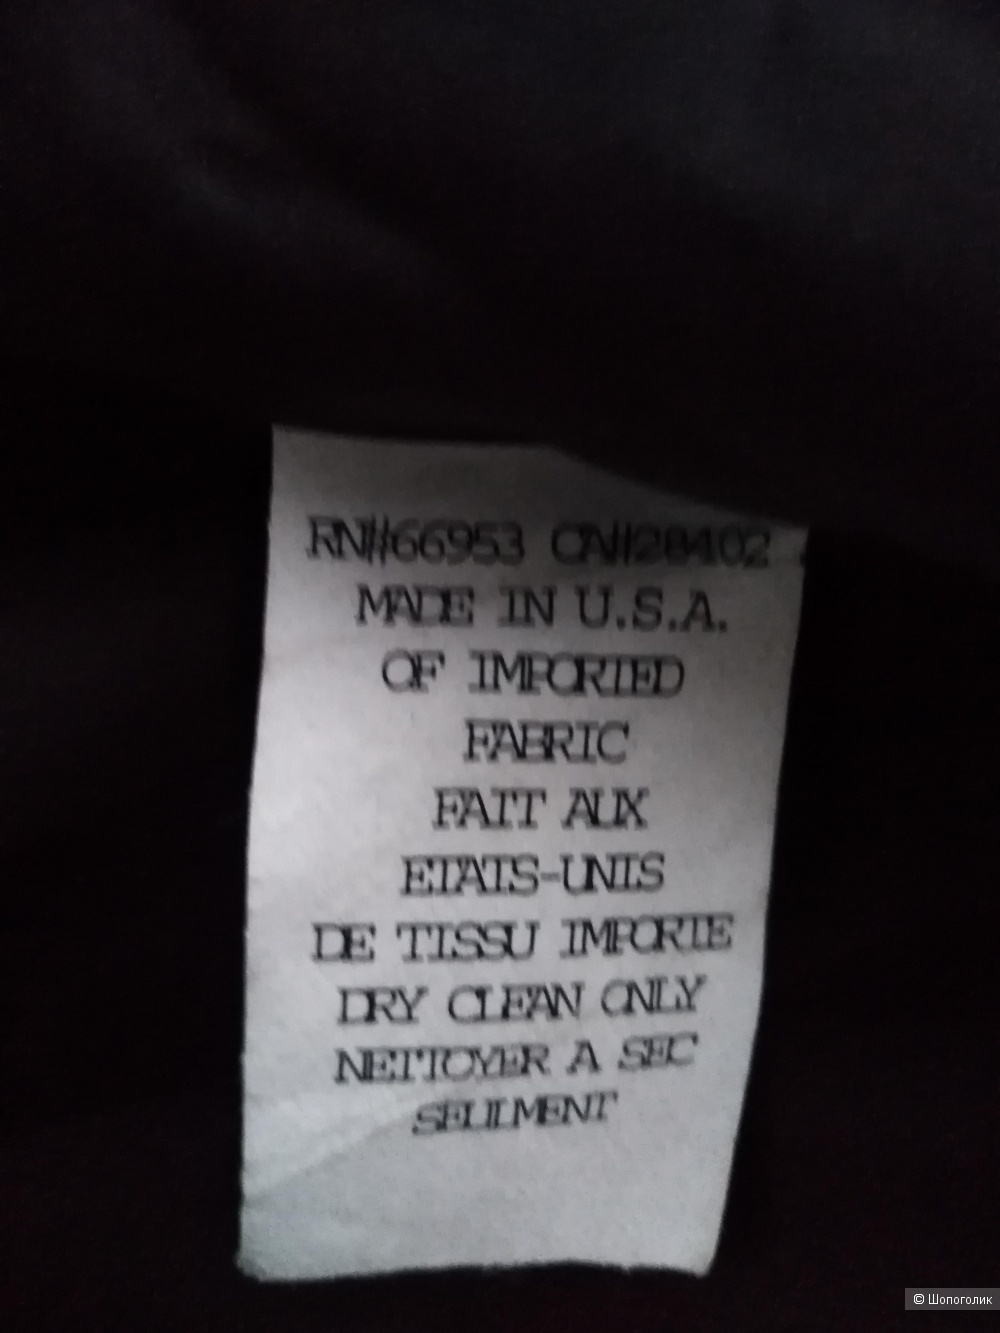 RN#66953 CA#28402
MADE IN U.S.A.
OF IMPORTED
FABRIC
FAIT AUX
ETATS-UNIS
DE TISSU IMPORTE
DRY CLEAN ONLY
NETTOYER A SEC
SEULMENT
© Шопоголик